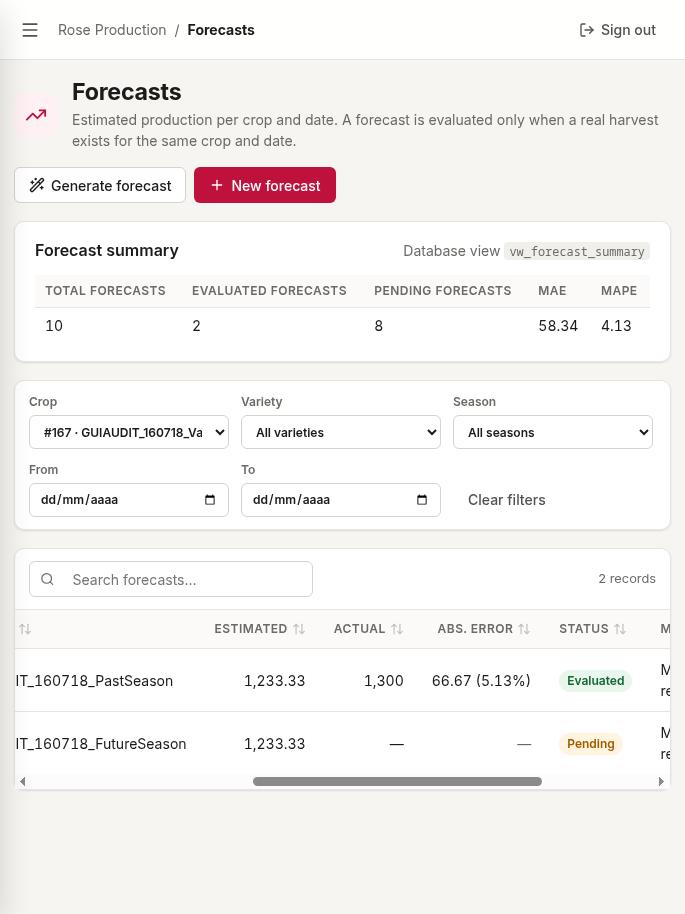 Rose Production / Forecasts
Sign out
Forecasts
Estimated production per crop and date. A forecast is evaluated only when a real harvest
exists for the same crop and date.
Generate forecast
New forecast
Forecast summary
Database view vw_forecast_summary
TOTAL FORECASTS EVALUATED FORECASTS PENDING FORECASTS MAE MAPE
10 2 8 58.34 4.13
Crop Variety Season
#167 · GUIAUDIT_160718_Va All varieties All seasons
From To
dd/mm/aaaa dd/mm/aaaa Clear filters
Search forecasts... 2 records
ESTIMATED ACTUAL ABS. ERROR STATUS M
IT_160718_PastSeason 1,233.33 1,300 66.67 (5.13%) Evaluated M
re
IT_160718_FutureSeason 1,233.33 — — Pending M
re